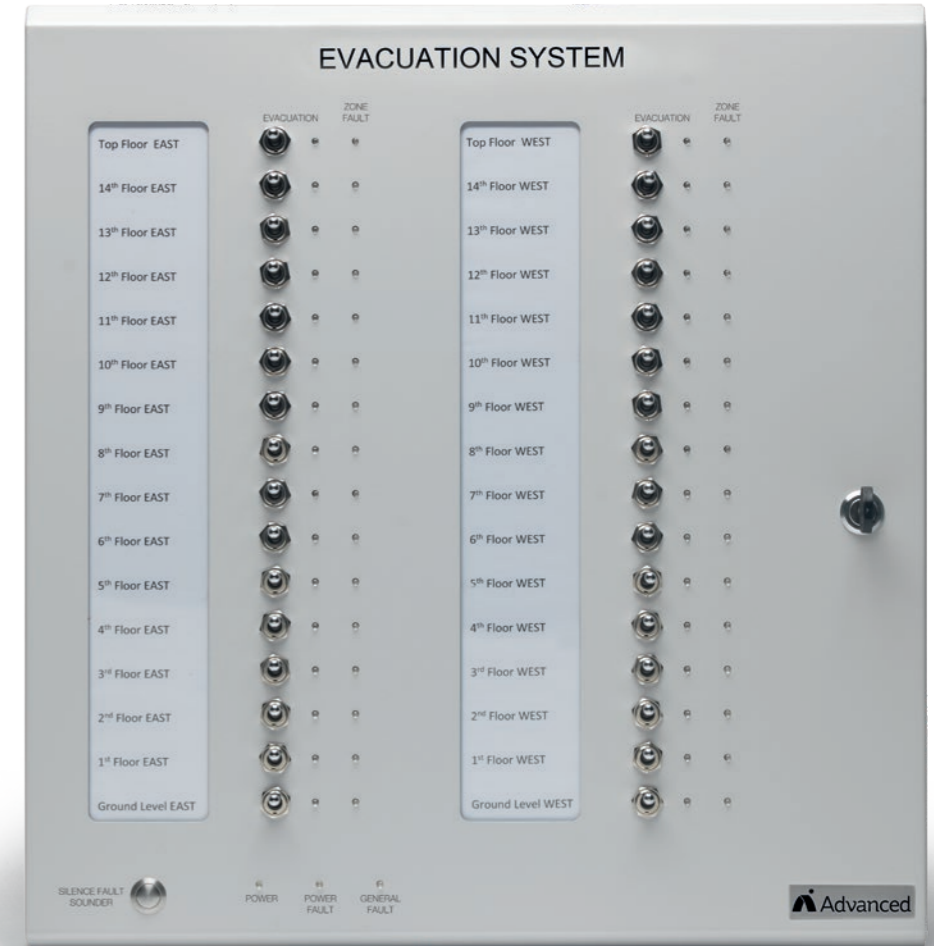 EVACUATION SYSTEM
EVACUATION
ZONE
FAULT
Top Floor EAST
14th Floor EAST
13th Floor EAST
12th Floor EAST
11th Floor EAST
10th Floor EAST
9th Floor EAST
8th Floor EAST
7th Floor EAST
6th Floor EAST
5th Floor EAST
4th Floor EAST
3rd Floor EAST
2nd Floor EAST
1st Floor EAST
Ground Level EAST
EVACUATION
ZONE
FAULT
Top Floor WEST
14th Floor WEST
13th Floor WEST
12th Floor WEST
11th Floor WEST
10th Floor WEST
9th Floor WEST
8th Floor WEST
7th Floor WEST
6th Floor WEST
5th Floor WEST
4th Floor WEST
3rd Floor WEST
2nd Floor WEST
1st Floor WEST
Ground Level WEST
SILENCE FAULT
SOUNDER
POWER
POWER
FAULT
GENERAL
FAULT
Advanced